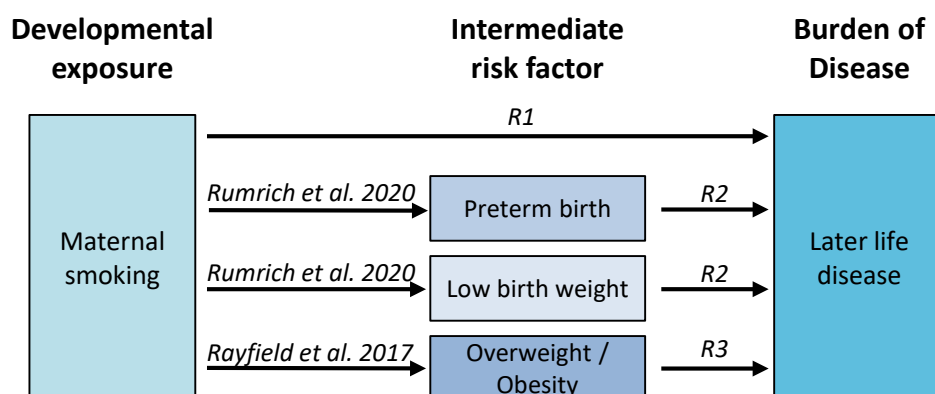 Developmental
exposure
Intermediate
risk factor
Burden of
Disease
R1
Maternal
smoking
Rumrich et al. 2020
Preterm birth
R2
Rumrich et al. 2020
Low birth weight
R2
Rayfield et al. 2017
Overweight /
Obesity
R3
Later life
disease